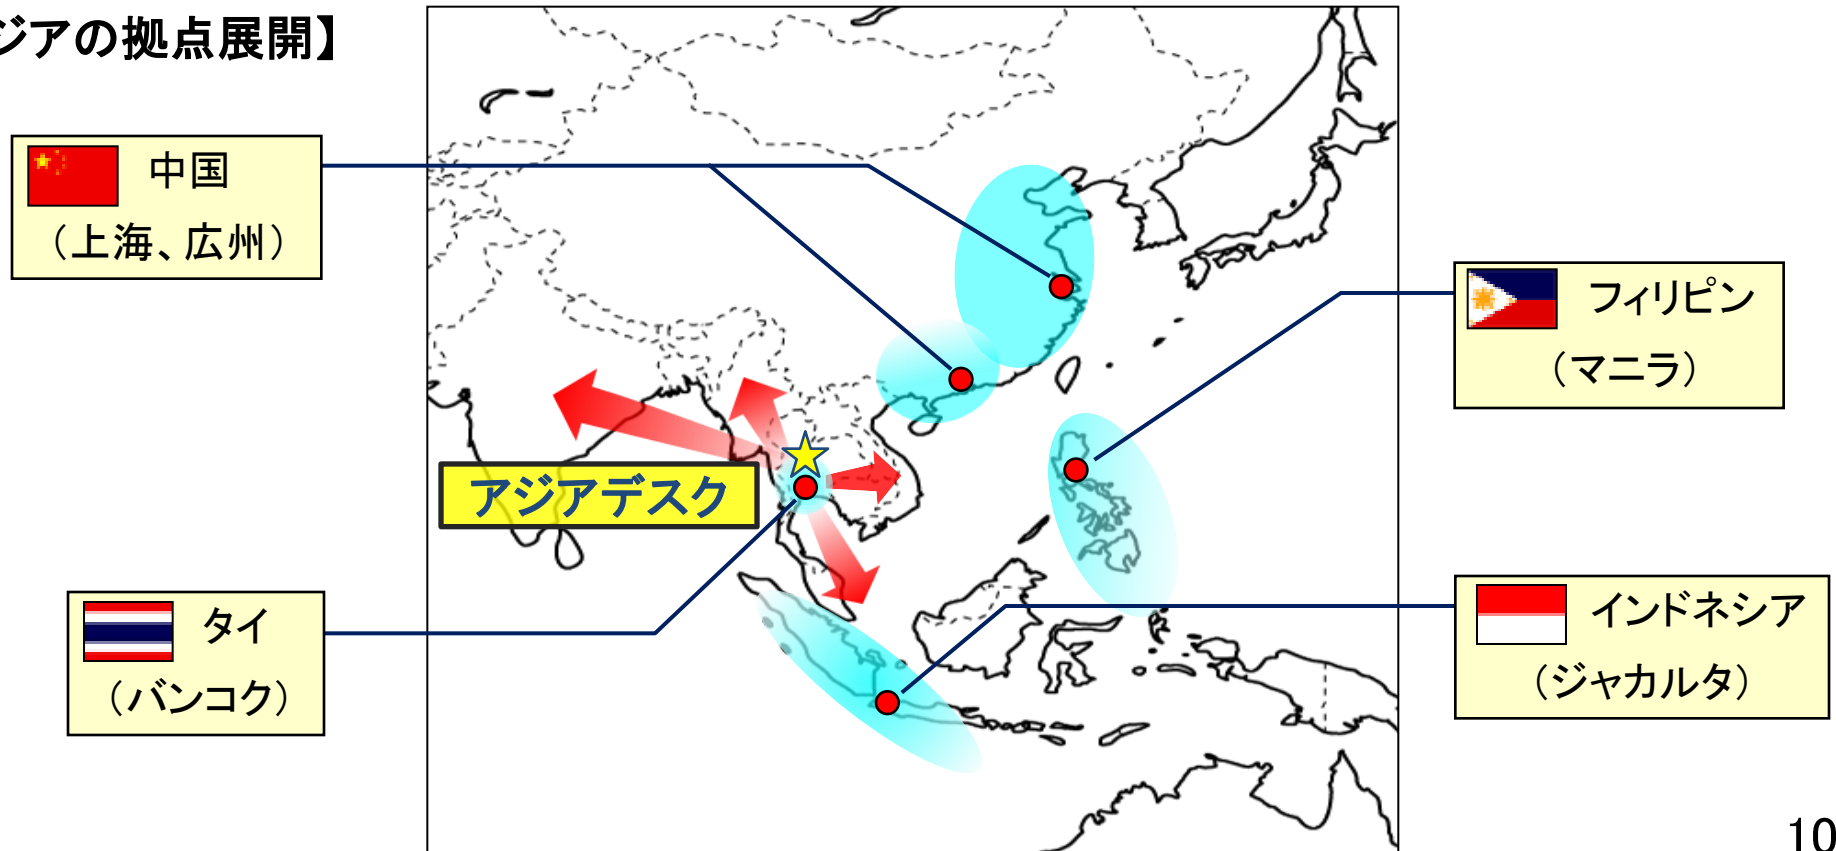 ジアの拠点展開】
中国
（上海、広州）
フィリピン
（マニラ）
アジアデスク
タイ
（バンコク）
インドネシア
（ジャカルタ）
10